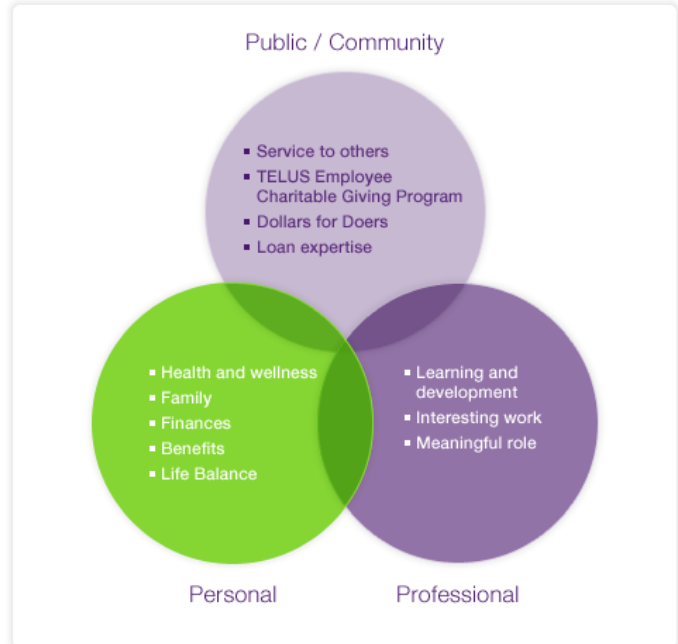 Public / Community
▪ Service to others
▪ TELUS Employee
Charitable Giving Program
▪ Dollars for Doers
▪ Loan expertise
▪ Health and wellness
▪ Family
▪ Finances
▪ Benefits
▪ Life Balance
▪ Learning and
development
▪ Interesting work
▪ Meaningful role
Personal
Professional